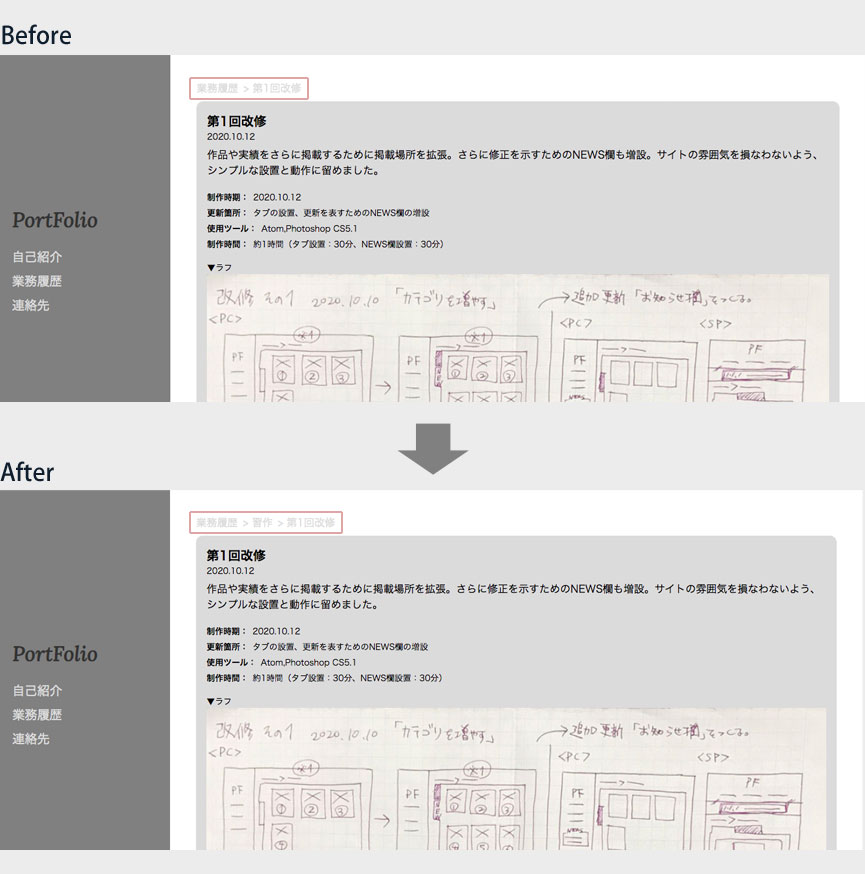 Before
業務履歴 > 第1回改修
PortFolio
自己紹介
業務履歴
連絡先
第1回改修
2020.10.12
作品や実績をさらに掲載するために掲載場所を拡張。さらに修正を示すためのNEWS欄も増設。サイトの雰囲気を損なわないよう、
シンプルな設置と動作に留めました。
制作時期: 2020.10.12
更新箇所: タブの設置、更新を表すためのNEWS欄の増設
使用ツール: Atom,Photoshop CS5.1
制作時間: 約1時間（タブ設置：30分、NEWS欄設置：30分）
▼ラフ
改修 その1 2020.10.10 「カテゴリを増やす」
追加更新「お知らせ欄」をつくる。
<PC>
<PC>
<SP>
※1
※1
PF
① ② ③
PF
① ② ③
PF
PF
After
業務履歴 > 習作 > 第1回改修
PortFolio
自己紹介
業務履歴
連絡先
第1回改修
2020.10.12
作品や実績をさらに掲載するために掲載場所を拡張。さらに修正を示すためのNEWS欄も増設。サイトの雰囲気を損なわないよう、
シンプルな設置と動作に留めました。
制作時期: 2020.10.12
更新箇所: タブの設置、更新を表すためのNEWS欄の増設
使用ツール: Atom,Photoshop CS5.1
制作時間: 約1時間（タブ設置：30分、NEWS欄設置：30分）
▼ラフ
改修 その1 2020.10.10 「カテゴリを増やす」
追加更新「お知らせ欄」をつくる。
<PC>
<PC>
<SP>
※1
※1
PF
① ② ③
④
PF
① ② ③
④ ⑤ ⑥
PF
NEWS
PF